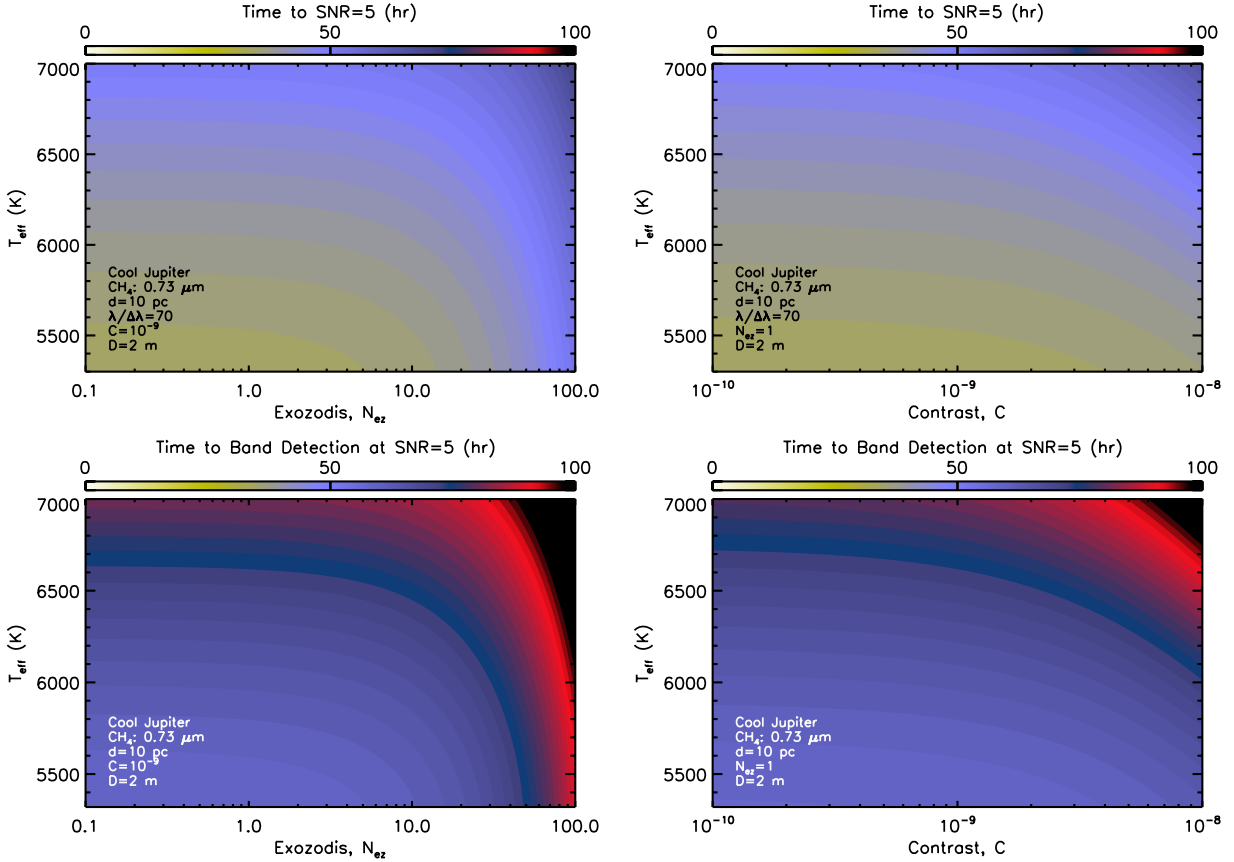 Time to SNR=5 (hr)
0 50 100
7000
6500
6000
5500
T_eff (K)
Cool Jupiter
CH₄: 0.73 μm
d=10 pc
λ/Δλ=70
C=10⁻⁹
D=2 m
0.1 1.0 10.0 100.0
Exozodis, N_ez
Time to SNR=5 (hr)
0 50 100
7000
6500
6000
5500
T_eff (K)
Cool Jupiter
CH₄: 0.73 μm
d=10 pc
λ/Δλ=70
N_ez=1
D=2 m
10⁻¹⁰ 10⁻⁹ 10⁻⁸
Contrast, C
Time to Band Detection at SNR=5 (hr)
0 50 100
7000
6500
6000
5500
T_eff (K)
Cool Jupiter
CH₄: 0.73 μm
d=10 pc
C=10⁻⁹
D=2 m
0.1 1.0 10.0 100.0
Exozodis, N_ez
Time to Band Detection at SNR=5 (hr)
0 50 100
7000
6500
6000
5500
T_eff (K)
Cool Jupiter
CH₄: 0.73 μm
d=10 pc
N_ez=1
D=2 m
10⁻¹⁰ 10⁻⁹ 10⁻⁸
Contrast, C